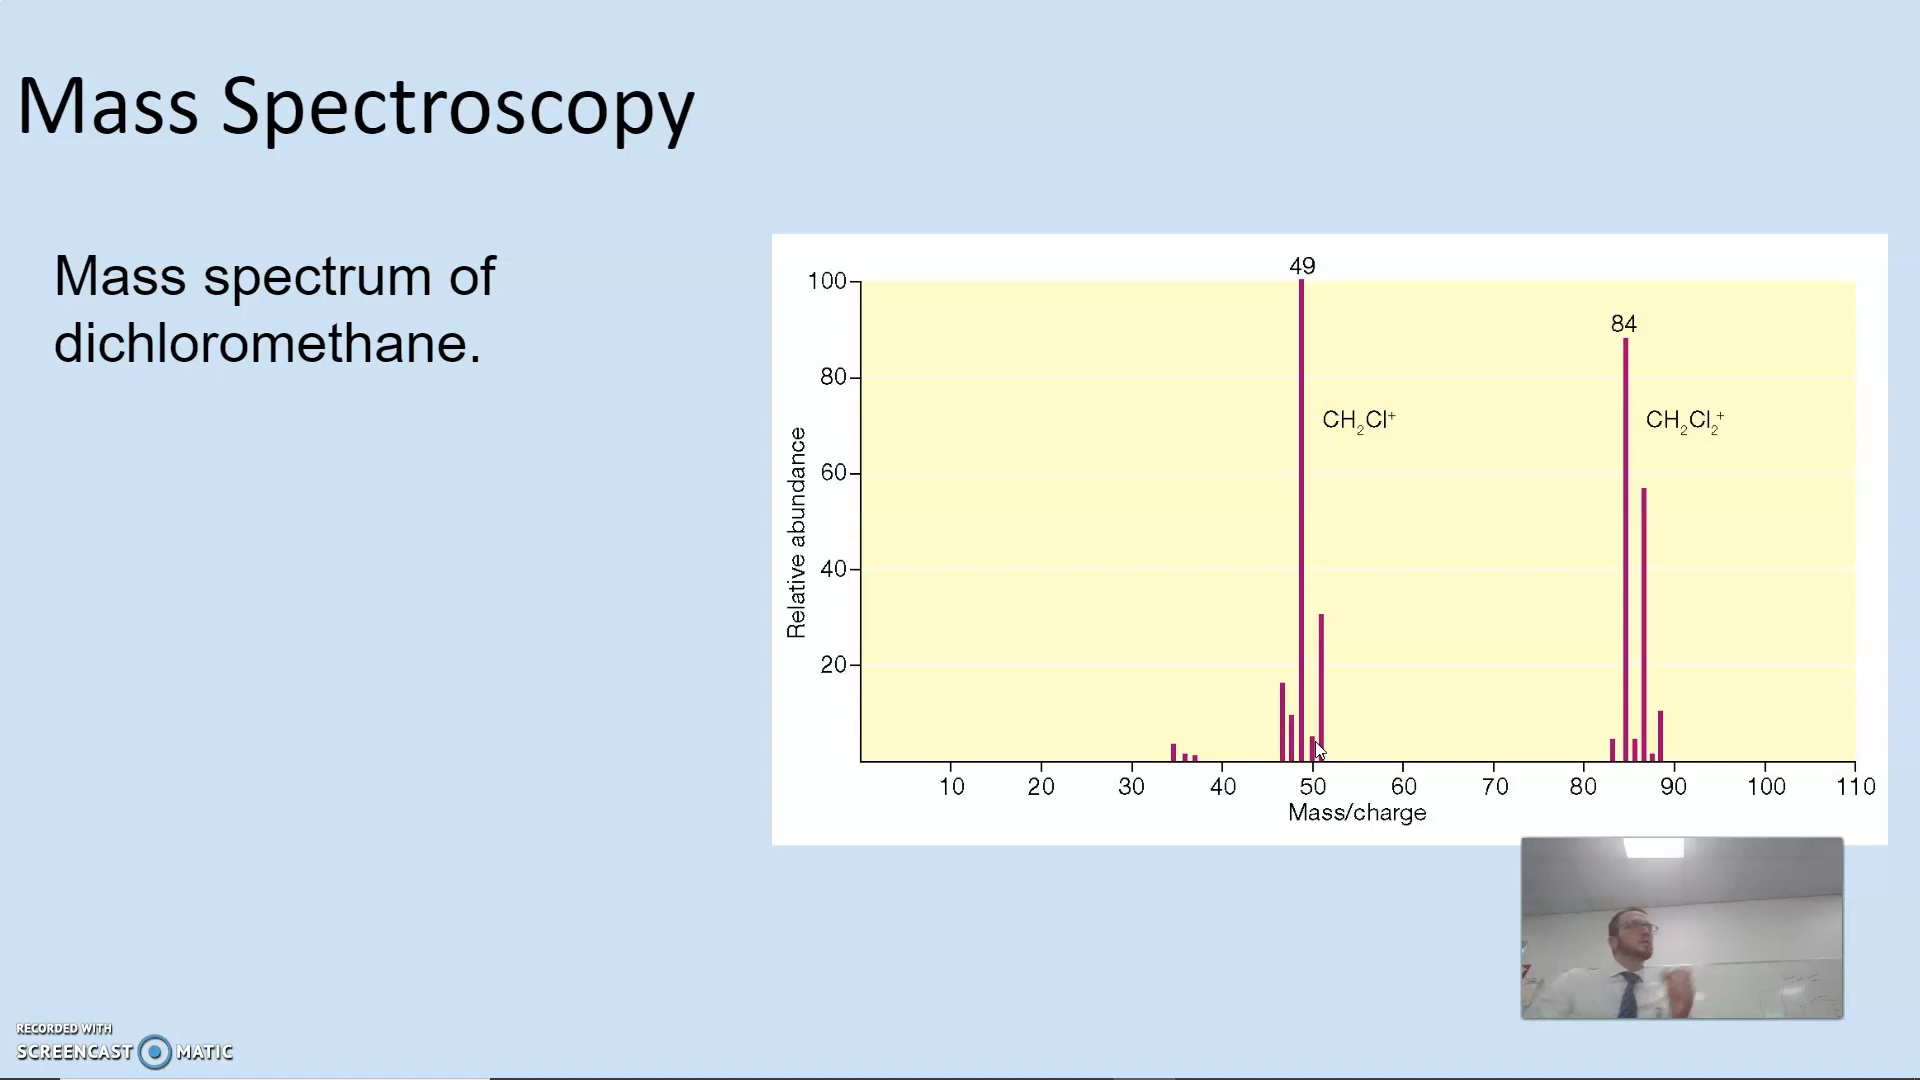 Mass Spectroscopy
Mass spectrum of
dichloromethane.
49
100
84
80
CH₂Cl⁺
CH₂Cl₂⁺
60
Relative abundance
40
20
10 20 30 40 50 60 70 80 90 100 110
Mass/charge
RECORDED WITH
SCREENCAST MATIC